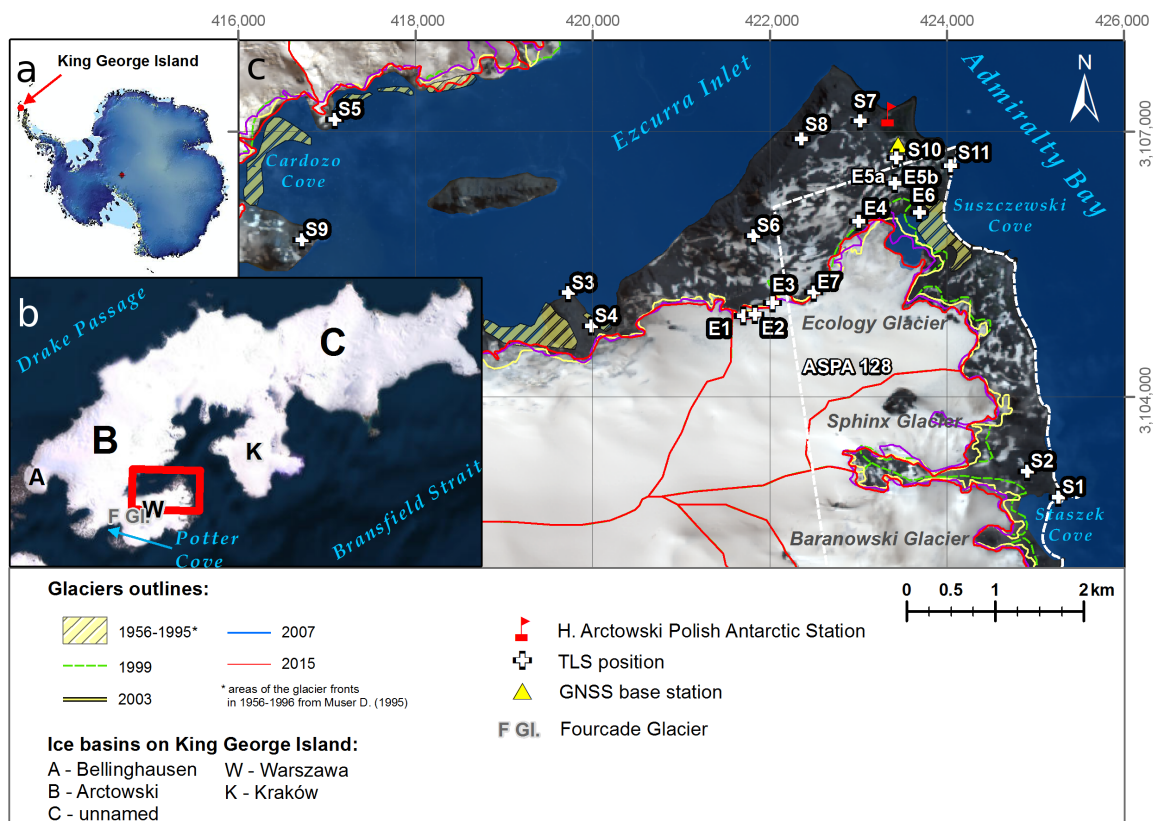 416,000
418,000
420,000
422,000
424,000
426,000
a
King George Island
c
N
S5
Cardozo
Cove
S9
Ezcurra Inlet
Admiralty Bay
S7
S8
S10
S11
E5a
E5b
E6
E4
S6
Suszczewski
Cove
3,107,000
S3
S4
E3
E7
E1
E2
Ecology Glacier
ASPA 128
3,104,000
Sphinx Glacier
S2
S1
Staszek
Cove
Baranowski Glacier
b
Drake Passage
C
B
K
A
W
F Gl.
Potter
Cove
Bransfield Strait
Glaciers outlines:
1956-1995*
2007
1999
2015
2003
* areas of the glacier fronts
in 1956-1996 from Muser D. (1995)
Ice basins on King George Island:
A - Bellinghausen
W - Warszawa
B - Arctowski
K - Kraków
C - unnamed
H. Arctowski Polish Antarctic Station
TLS position
GNSS base station
F Gl.
Fourcade Glacier
0
0.5
1
2 km